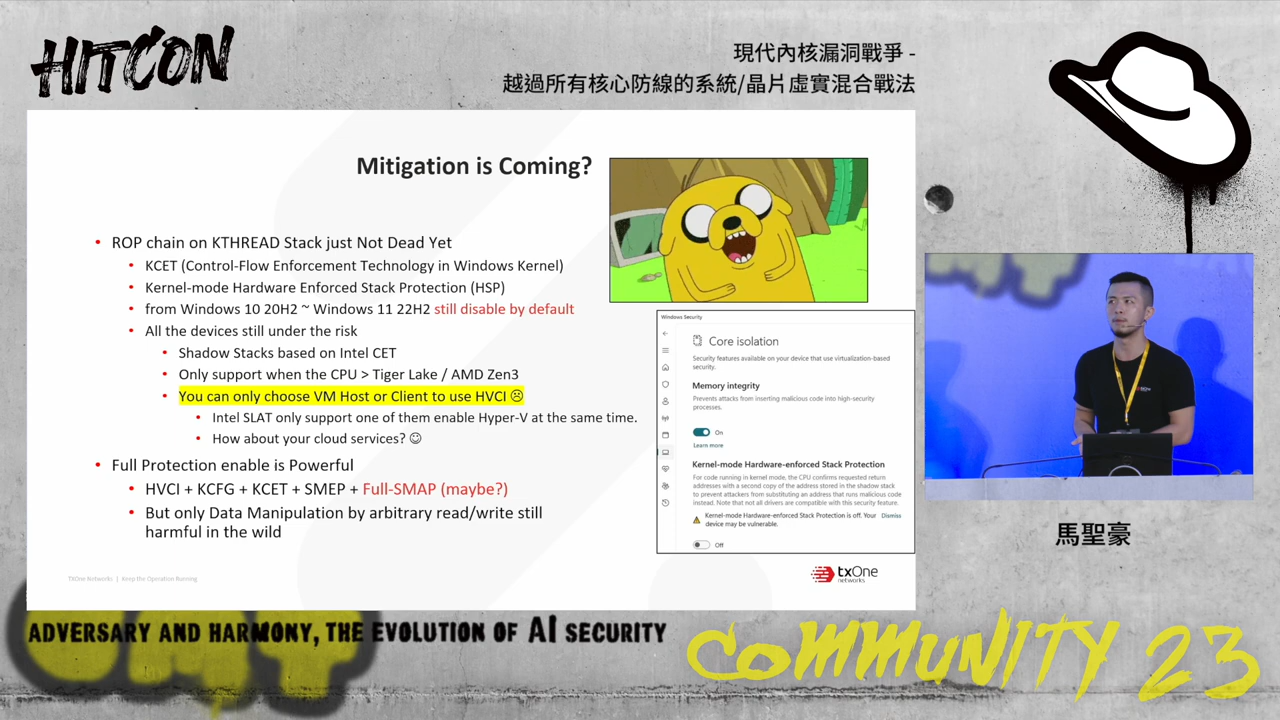 HITCON
現代內核漏洞戰爭 -
越過所有核心防線的系統/晶片虛實混合戰法
Mitigation is Coming?
• ROP chain on KTHREAD Stack just Not Dead Yet
• KCET (Control-Flow Enforcement Technology in Windows Kernel)
• Kernel-mode Hardware Enforced Stack Protection (HSP)
• from Windows 10 20H2 ~ Windows 11 22H2 still disable by default
• All the devices still under the risk
• Shadow Stacks based on Intel CET
• Only support when the CPU > Tiger Lake / AMD Zen3
• You can only choose VM Host or Client to use HVCI ☹
• Intel SLAT only support one of them enable Hyper-V at the same time.
• How about your cloud services? ☺
• Full Protection enable is Powerful
• HVCI + KCFG + KCET + SMEP + Full-SMAP (maybe?)
• But only Data Manipulation by arbitrary read/write still
harmful in the wild
Windows Security
Core isolation
Security features available on your device that use virtualization-based
security.
Memory integrity
Prevents attacks from inserting malicious code into high-security
processes.
On
Learn more
Kernel-mode Hardware-enforced Stack Protection
For code running in kernel mode, the CPU confirms requested return
addresses with a second copy of the address stored in the shadow stack
to prevent attackers from substituting an address that runs malicious code
instead. Note that not all drivers are compatible with this security feature.
Kernel-mode Hardware-enforced Stack Protection is off. Your Dismiss
device may be vulnerable.
Off
TXOne Networks | Keep the Operation Running
txOne
networks
馬聖豪
ADVERSARY AND HARMONY, THE EVOLUTION OF AI SECURITY
COMMUNITY 23